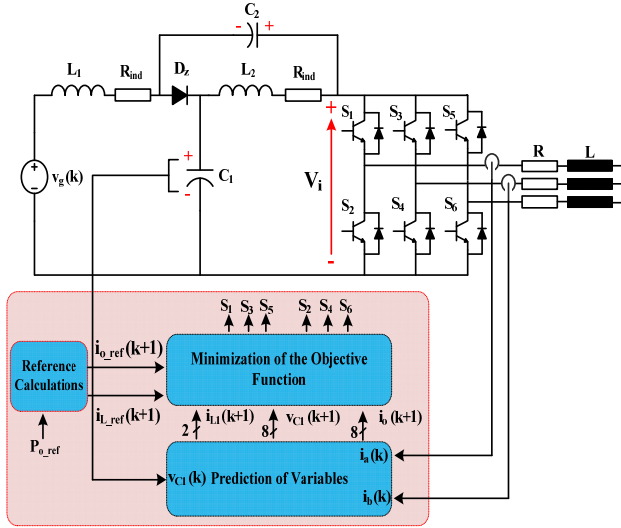 C2
- +
L1 Rind Dz L2 Rind
+ S1 S3 S5
R L
+
-
vg(k)
+
-
C1
Vi
S2 S4 S6
-
S1 S3 S5 S2 S4 S6
Reference
Calculations
io_ref(k+1)
iL_ref(k+1)
Minimization of the Objective
Function
Po_ref
2 iL1(k+1) 8 vC1(k+1) 8 io(k+1)
vC1(k) Prediction of Variables
ia(k)
ib(k)